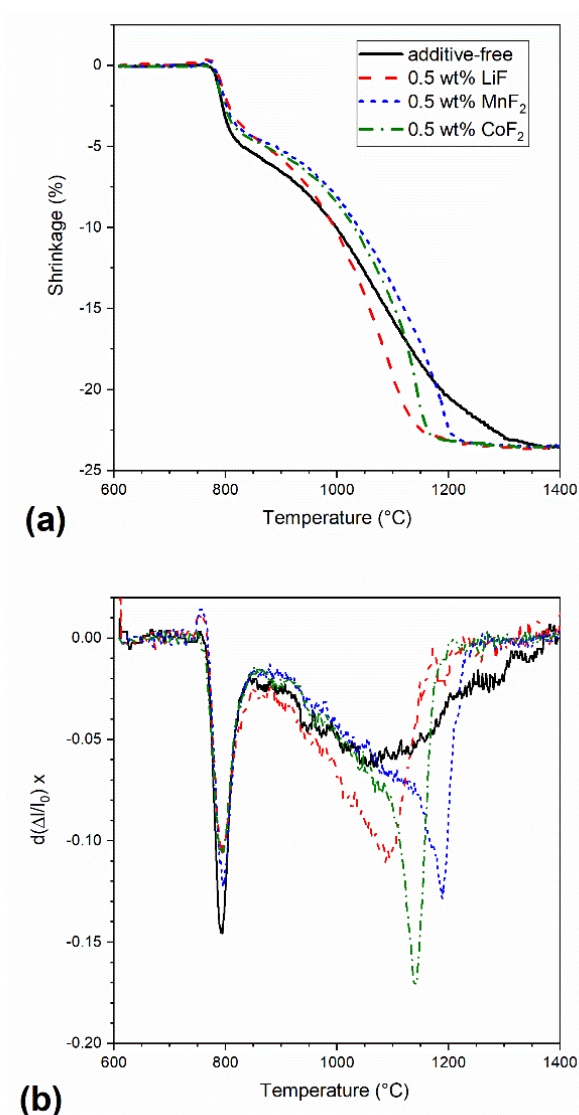 0
-5
-10
-15
-20
-25
Shrinkage (%)
additive-free
0.5 wt% LiF
0.5 wt% MnF₂
0.5 wt% CoF₂
600 800 1000 1200 1400
Temperature (°C)
(a)
0.00
-0.05
-0.10
-0.15
-0.20
d(Δl/l₀) x
600 800 1000 1200 1400
Temperature (°C)
(b)